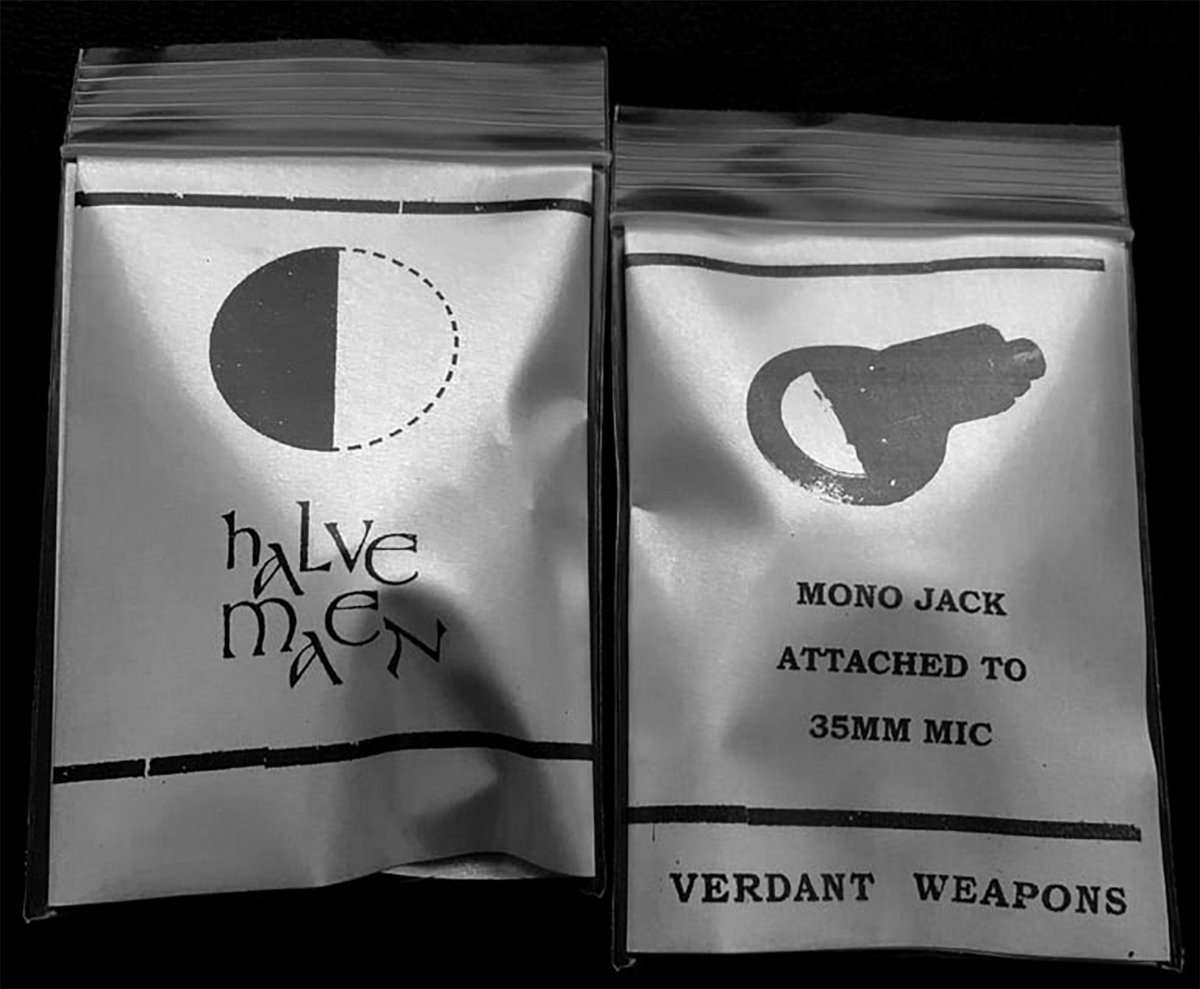 hALVE
mAEN
MONO JACK
ATTACHED TO
35MM MIC
VERDANT WEAPONS